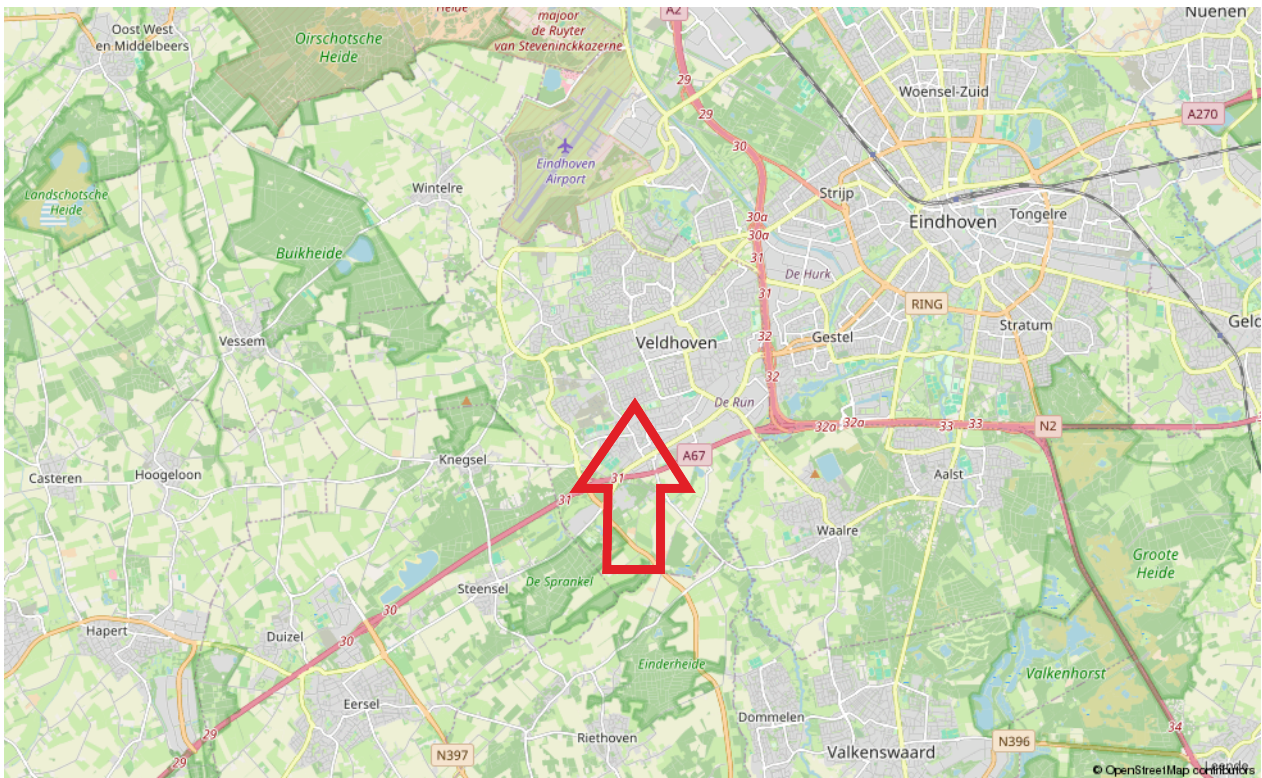 Oost West
en Middelbeers
Oirschotsche
Heide
Heide
majoor
de Ruyter
van Steveninckkazerne
A2
Nuenen
29
29
Woensel-Zuid
A270
30
Eindhoven
Airport
Landschotsche
Heide
Wintelre
Strijp
Eindhoven
Tongelre
30a
30a
Buikheide
31
De Hurk
31
RING
Vessem
Veldhoven
32
Gestel
Stratum
Geld
32
De Run
32a
32a
33
33
N2
Knegsel
A67
Casteren
Hoogeloon
31
31
Aalst
Waalre
De Sprankel
Steensel
Groote
Heide
30
30
Hapert
Duizel
Einderheide
Valkenhorst
Eersel
29
29
Dommelen
34
Riethoven
N397
Valkenswaard
N396
Leende
© OpenStreetMap contributors